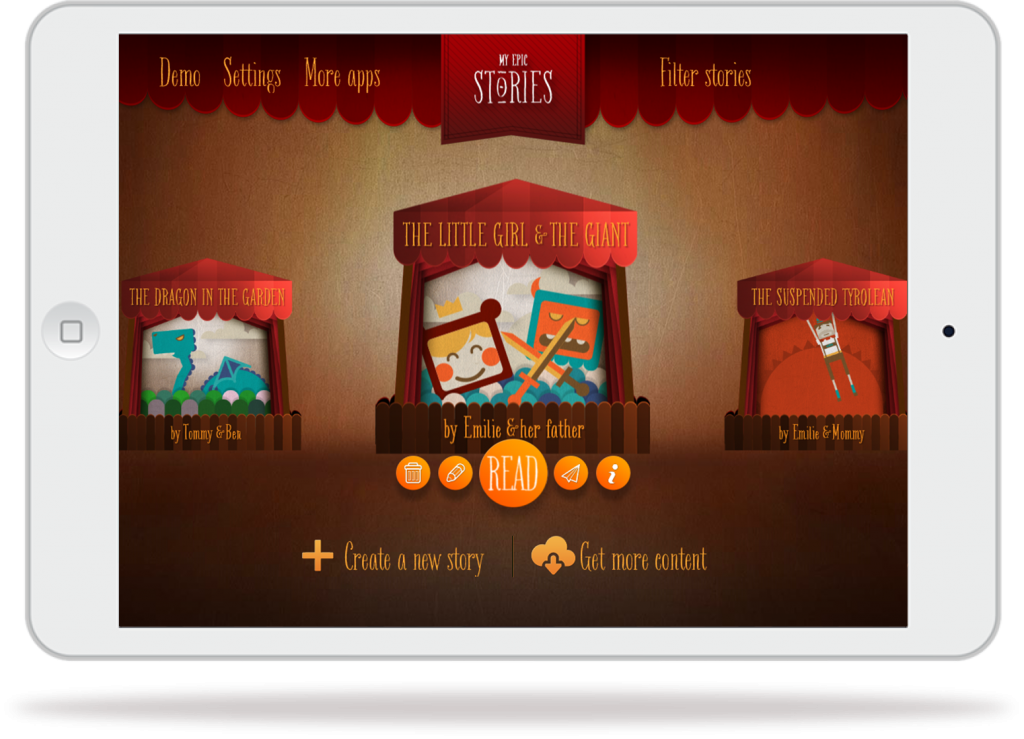 Demo Settings More apps
MY EPIC
STORIES
Filter stories
THE LITTLE GIRL & THE GIANT
THE DRAGON IN THE GARDEN
THE SUSPENDED TYROLEAN
by Tommy & Ben
by Emilie & her father
by Emilie & Mommy
READ
i
Create a new story
Get more content